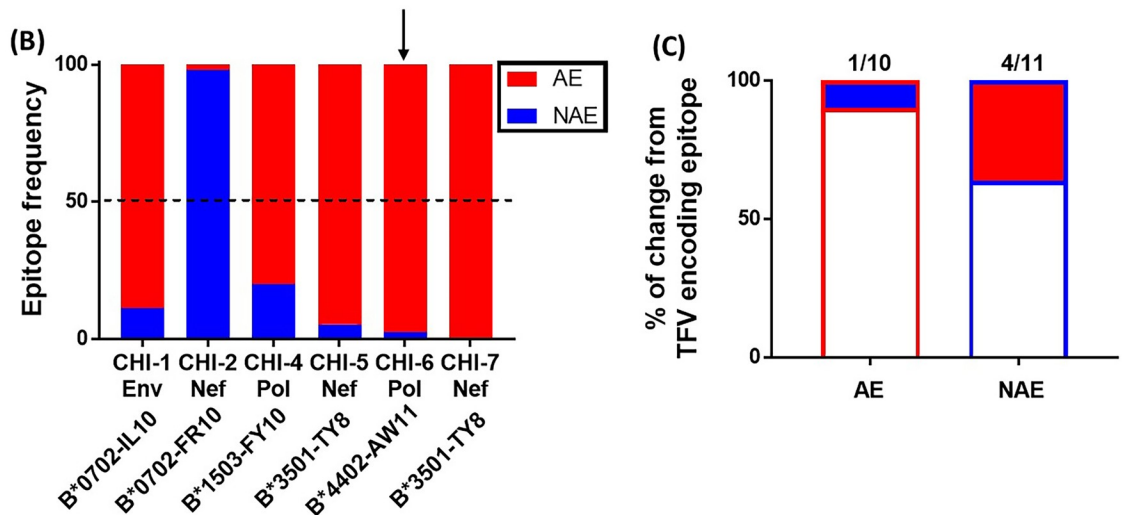 (B)
Epitope frequency
100
50
0
AE
NAE
CHI-1 CHI-2 CHI-4 CHI-5 CHI-6 CHI-7
Env Nef Pol Nef Pol Nef
B*0702-IL10
B*0702-FR10
B*1503-FY10
B*3501-TY8
B*4402-AW11
B*3501-TY8
(C)
% of change from
TFV encoding epitope
1/10 4/11
100
50
0
AE NAE